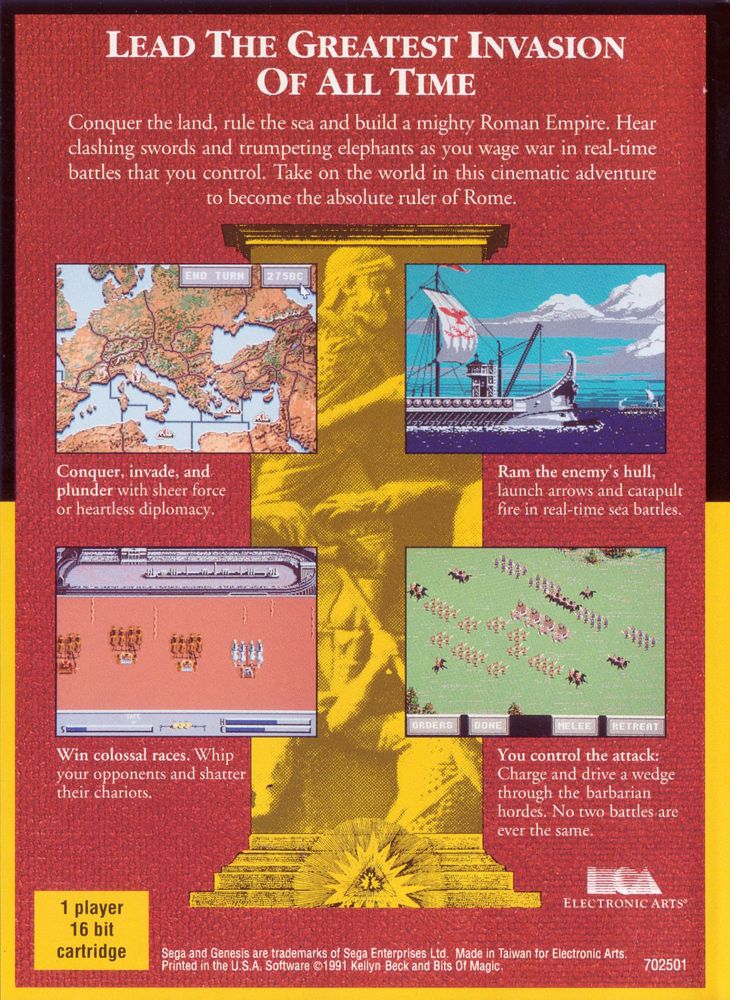 LEAD THE GREATEST INVASION
OF ALL TIME
Conquer the land, rule the sea and build a mighty Roman Empire. Hear
clashing swords and trumpeting elephants as you wage war in real-time
battles that you control. Take on the world in this cinematic adventure
to become the absolute ruler of Rome.
END TURN 275BC
Conquer, invade, and
plunder with sheer force
or heartless diplomacy.
Ram the enemy's hull,
launch arrows and catapult
fire in real-time sea battles.
S
H
C
ORDERS DONE MELEE RETREAT
Win colossal races. Whip
your opponents and shatter
their chariots.
You control the attack:
Charge and drive a wedge
through the barbarian
hordes. No two battles are
ever the same.
ELECTRONIC ARTS®
1 player
16 bit
cartridge
Sega and Genesis are trademarks of Sega Enterprises Ltd. Made in Taiwan for Electronic Arts.
Printed in the U.S.A. Software ©1991 Kellyn Beck and Bits Of Magic.
702501